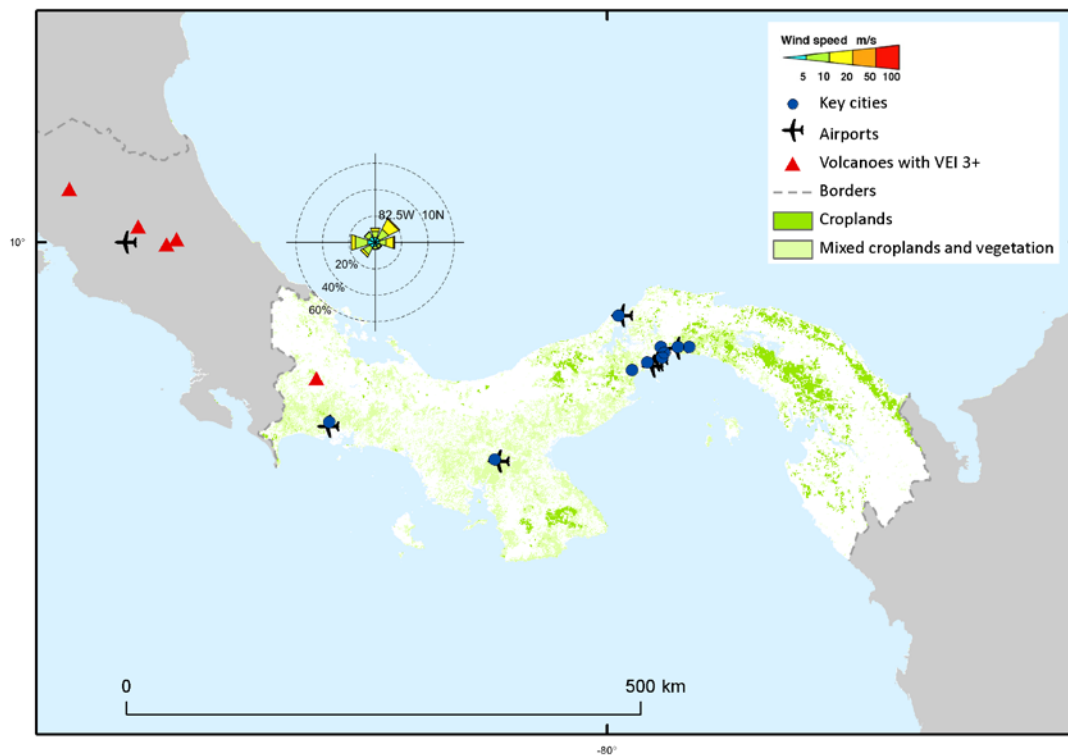 Wind speed m/s
5 10 20 50 100
Key cities
Airports
Volcanoes with VEI 3+
Borders
Croplands
Mixed croplands and vegetation
82.5W 10N
20%
40%
60%
10°
0 500 km
-80°